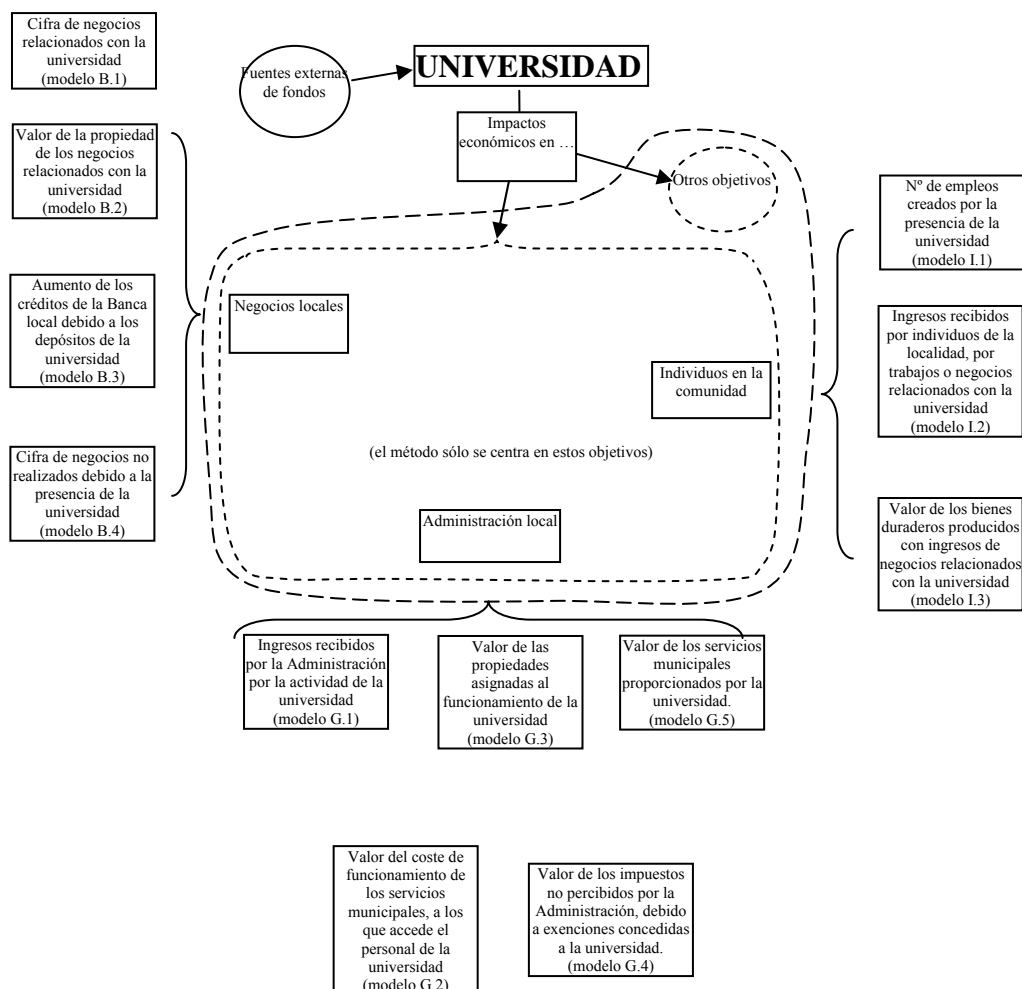 Cifra de negocios
relacionados con la
universidad
(modelo B.1)
Fuentes externas
de fondos
UNIVERSIDAD
Impactos
económicos en …
Otros objetivos
Valor de la propiedad
de los negocios
relacionados con la
universidad
(modelo B.2)
Aumento de los
créditos de la Banca
local debido a los
depósitos de la
universidad
(modelo B.3)
Cifra de negocios no
realizados debido a la
presencia de la
universidad
(modelo B.4)
Negocios locales
Individuos en la
comunidad
(el método sólo se centra en estos objetivos)
Administración local
Nº de empleos
creados por la
presencia de la
universidad
(modelo I.1)
Ingresos recibidos
por individuos de la
localidad, por
trabajos o negocios
relacionados con la
universidad
(modelo I.2)
Valor de los bienes
duraderos producidos
con ingresos de
negocios relacionados
con la universidad
(modelo I.3)
Ingresos recibidos
por la Administración
por la actividad de la
universidad
(modelo G.1)
Valor de las
propiedades
asignadas al
funcionamiento de la
universidad
(modelo G.3)
Valor de los servicios
municipales
proporcionados por la
universidad.
(modelo G.5)
Valor del coste de
funcionamiento de
los servicios
municipales, a los
que accede el
personal de la
universidad
(modelo G.2)
Valor de los impuestos
no percibidos por la
Administración, debido
a exenciones concedidas
a la universidad.
(modelo G.4)